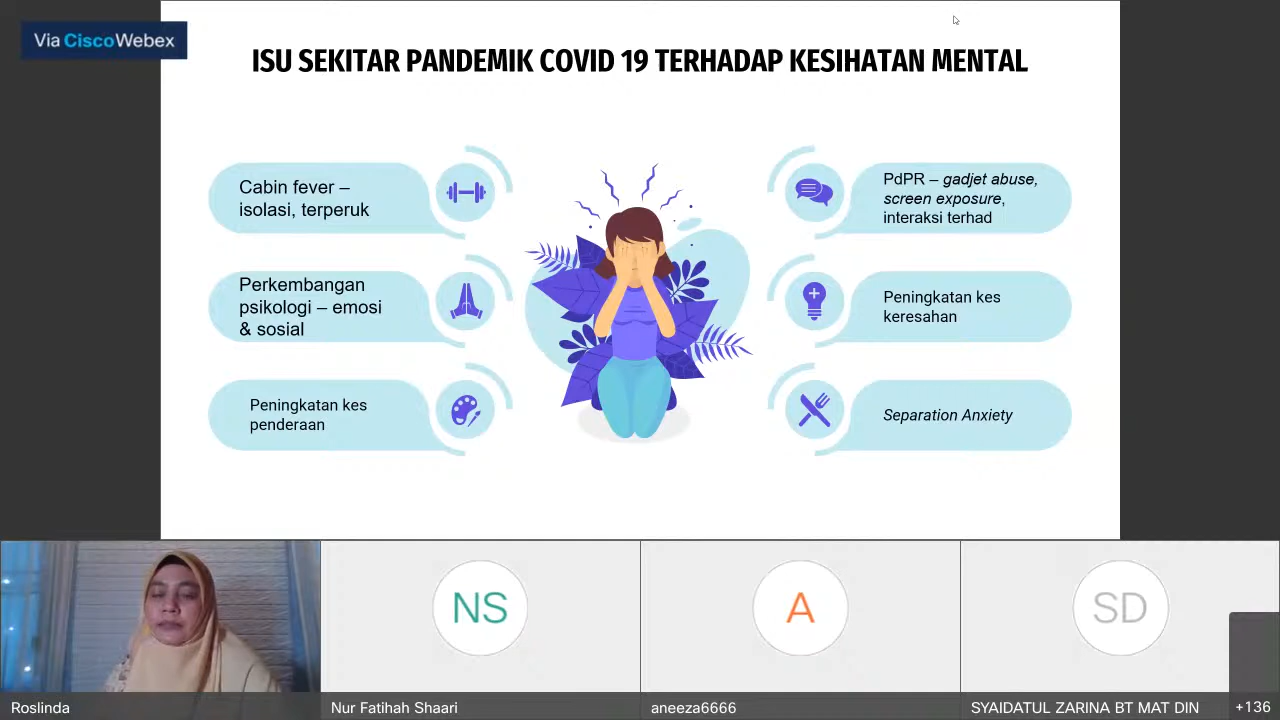 Via Cisco Webex
ISU SEKITAR PANDEMIK COVID 19 TERHADAP KESIHATAN MENTAL
Cabin fever –
isolasi, terperuk
Perkembangan
psikologi – emosi
& sosial
Peningkatan kes
penderaan
PdPR – gadjet abuse,
screen exposure,
interaksi terhad
Peningkatan kes
keresahan
Separation Anxiety
NS
A
SD
Roslinda
Nur Fatihah Shaari
aneeza6666
SYAIDATUL ZARINA BT MAT DIN
+136